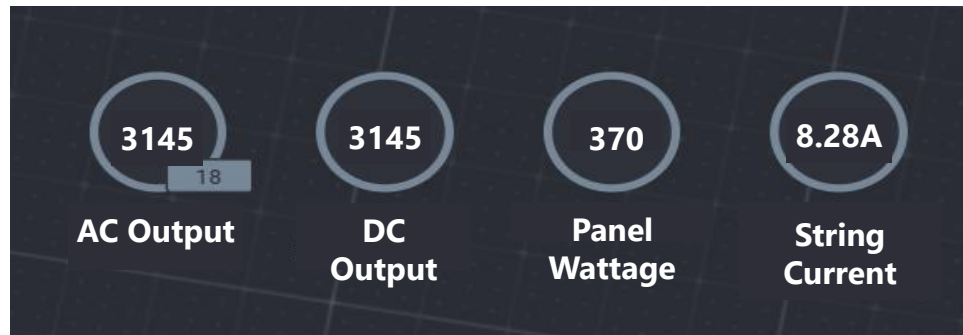 3145 3145 370 8.28A
18
AC Output
DC
Output
Panel
Wattage
String
Current